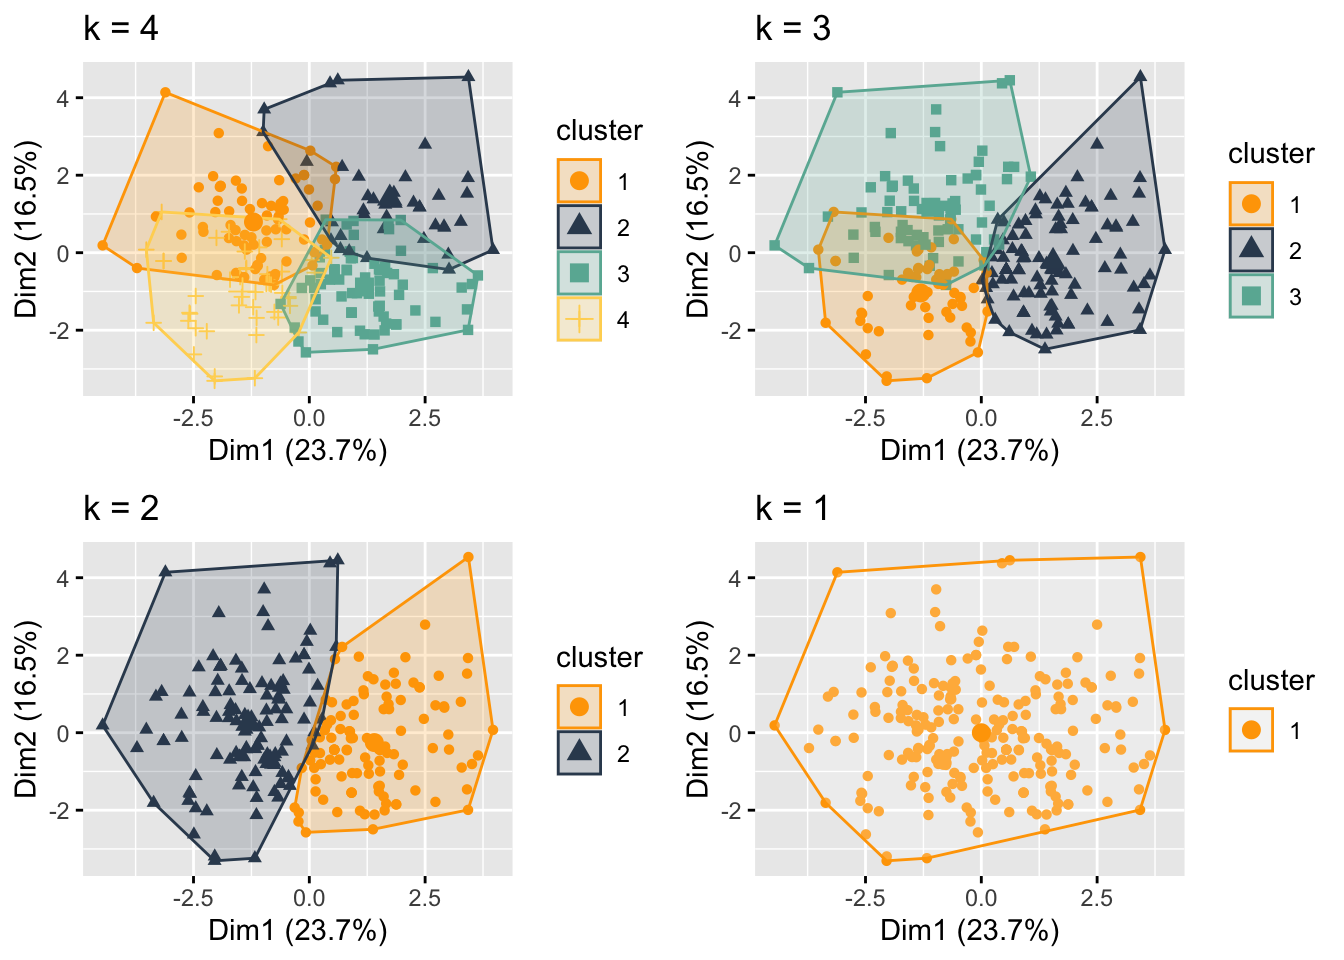 k = 4
4
2
0
-2
Dim2 (16.5%)
-2.5 0.0 2.5
Dim1 (23.7%)
cluster
1
2
3
4
k = 3
4
2
0
-2
Dim2 (16.5%)
-2.5 0.0 2.5
Dim1 (23.7%)
cluster
1
2
3
k = 2
4
2
0
-2
Dim2 (16.5%)
-2.5 0.0 2.5
Dim1 (23.7%)
cluster
1
2
k = 1
4
2
0
-2
Dim2 (16.5%)
-2.5 0.0 2.5
Dim1 (23.7%)
cluster
1